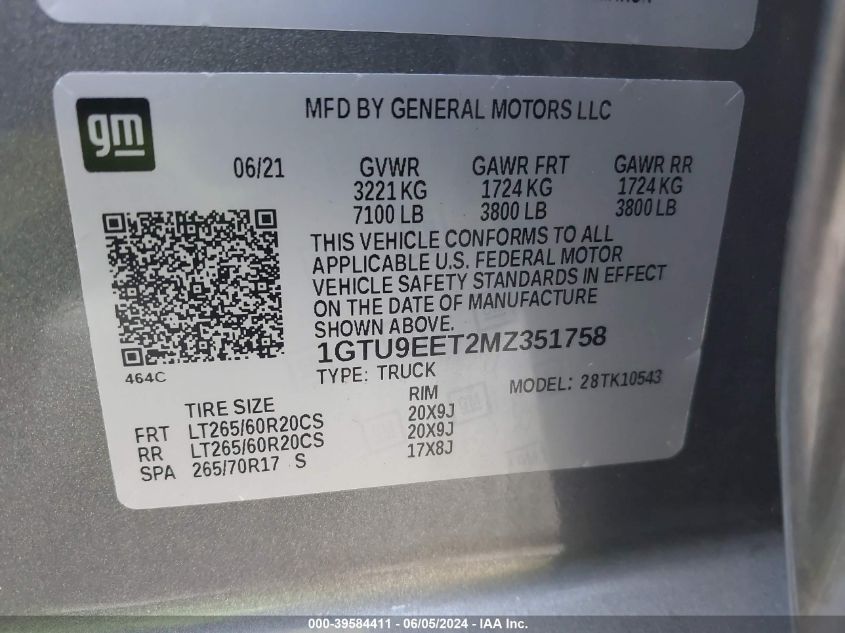 gm
MFD BY GENERAL MOTORS LLC
06/21 GVWR GAWR FRT GAWR RR
3221 KG 1724 KG 1724 KG
7100 LB 3800 LB 3800 LB
THIS VEHICLE CONFORMS TO ALL
APPLICABLE U.S. FEDERAL MOTOR
VEHICLE SAFETY STANDARDS IN EFFECT
ON THE DATE OF MANUFACTURE
SHOWN ABOVE.
1GTU9EET2MZ351758
464C
TYPE: TRUCK MODEL: 28TK10543
TIRE SIZE RIM
FRT LT265/60R20CS 20X9J
RR LT265/60R20CS 20X9J
SPA 265/70R17 S 17X8J
000-39584411 - 06/05/2024 - IAA Inc.